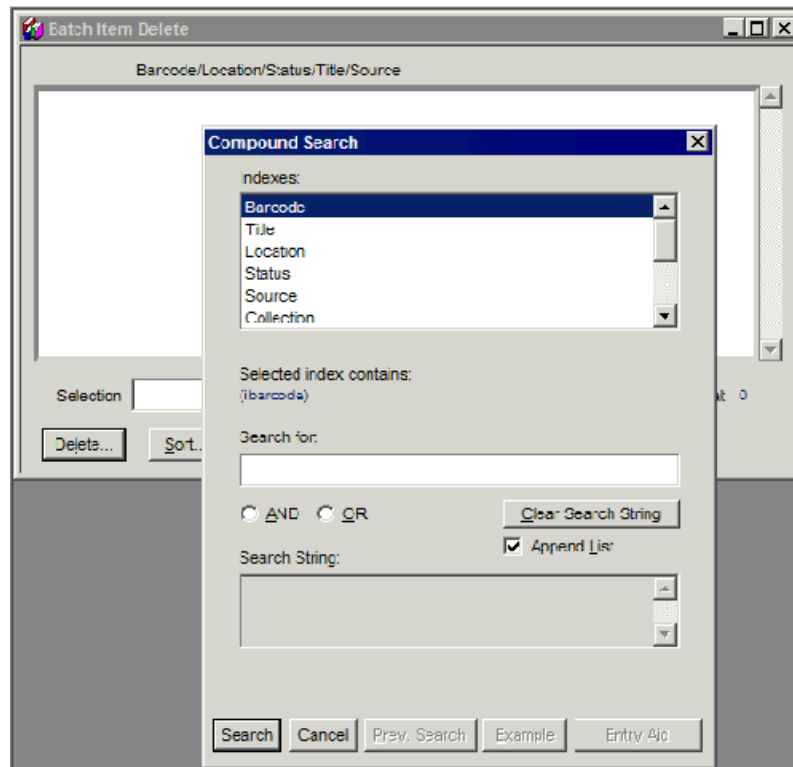 Batch Item Delete
Barcode/Location/Status/Title/Source
Compound Search
Indexes:
Barcode
Title
Location
Status
Source
Collection
Selected index contains:
(ibarcode)
Selection
0
Search for:
Delete...
Sort..
AND OR
Clear Search String
Append List
Search String:
Search Cancel Prev. Search Example Entry Aid